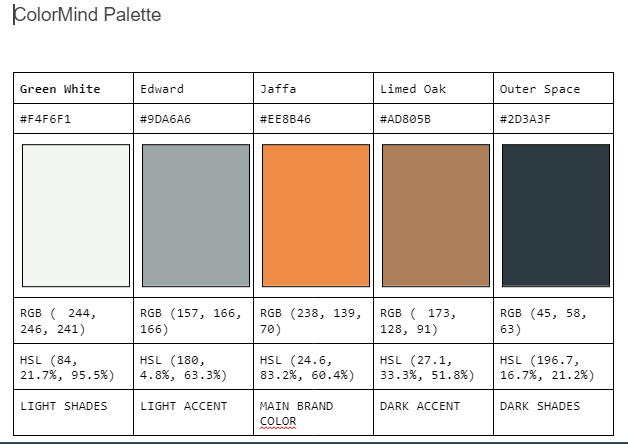 ColorMind Palette
Green White Edward Jaffa Limed Oak Outer Space
#F4F6F1 #9DA6A6 #EE8B46 #AD805B #2D3A3F
RGB ( 244, RGB (157, 166, RGB (238, 139, RGB ( 173, RGB (45, 58,
246, 241) 166) 70) 128, 91) 63)
HSL (84, HSL (180, HSL (24.6, HSL (27.1, HSL (196.7,
21.7%, 95.5%) 4.8%, 63.3%) 83.2%, 60.4%) 33.3%, 51.8%) 16.7%, 21.2%)
LIGHT SHADES LIGHT ACCENT MAIN BRAND DARK ACCENT DARK SHADES
COLOR